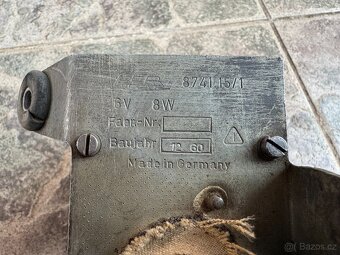 8741.15/1
6V 8W
Fabr.-Nr.
Baujahr 12 60
Made in Germany
bazos.cz